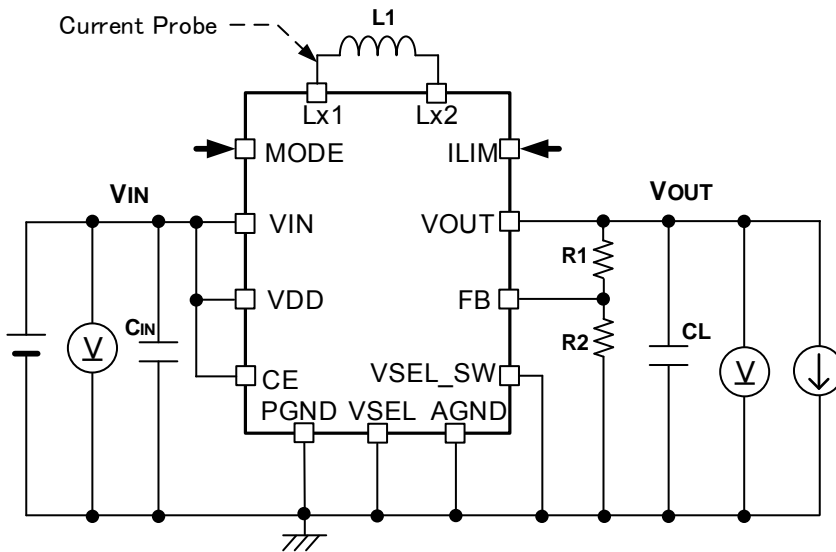 L1
Current Probe
Lx1 Lx2
MODE ILIM
VIN VOUT
VIN VOUT
R1
VDD FB
CIN R2 CL
V V
CE VSEL_SW
PGND VSEL AGND